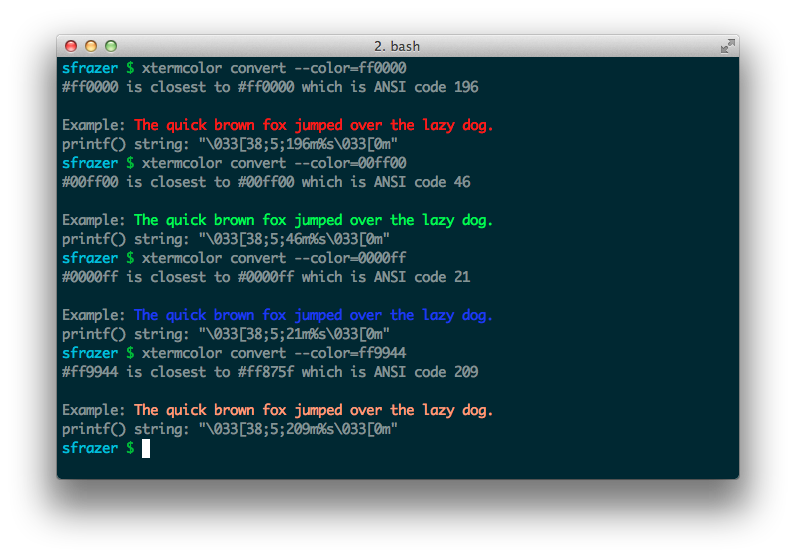 2. bash
sfrazer $ xtermcolor convert --color=ff0000
#ff0000 is closest to #ff0000 which is ANSI code 196
Example: The quick brown fox jumped over the lazy dog.
printf() string: "\033[38;5;196m%s\033[0m"
sfrazer $ xtermcolor convert --color=00ff00
#00ff00 is closest to #00ff00 which is ANSI code 46
Example: The quick brown fox jumped over the lazy dog.
printf() string: "\033[38;5;46m%s\033[0m"
sfrazer $ xtermcolor convert --color=0000ff
#0000ff is closest to #0000ff which is ANSI code 21
Example: The quick brown fox jumped over the lazy dog.
printf() string: "\033[38;5;21m%s\033[0m"
sfrazer $ xtermcolor convert --color=ff9944
#ff9944 is closest to #ff875f which is ANSI code 209
Example: The quick brown fox jumped over the lazy dog.
printf() string: "\033[38;5;209m%s\033[0m"
sfrazer $